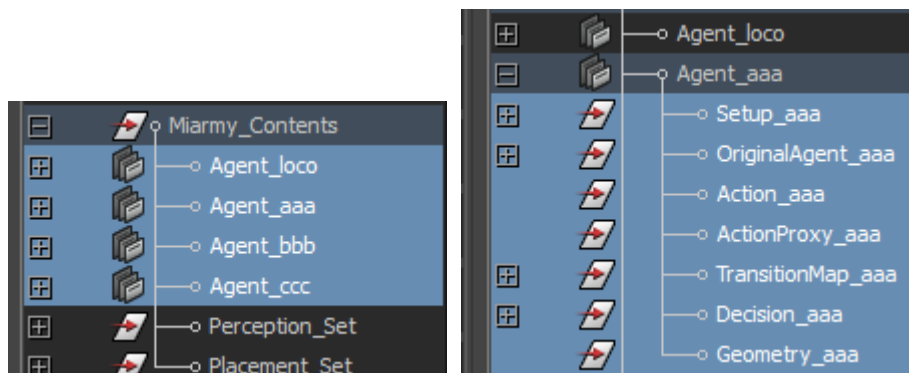 Miarmy_Contents
Agent_loco
Agent_aaa
Agent_bbb
Agent_ccc
Perception_Set
Placement_Set
Agent_loco
Agent_aaa
Setup_aaa
OriginalAgent_aaa
Action_aaa
ActionProxy_aaa
TransitionMap_aaa
Decision_aaa
Geometry_aaa